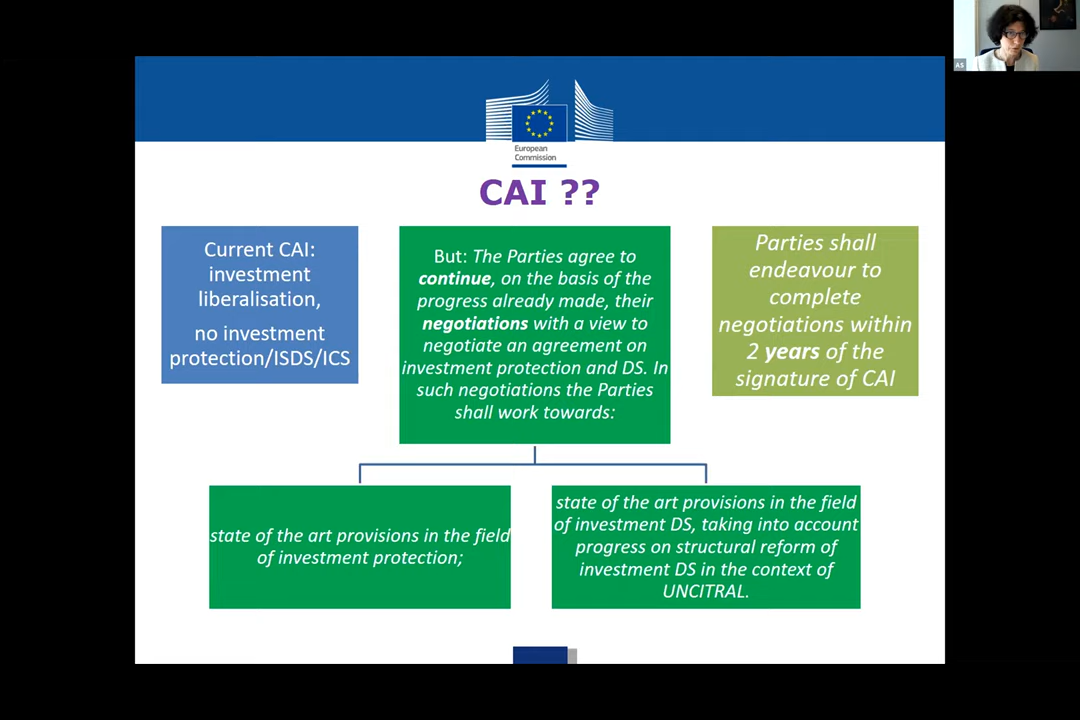 AS
European
Commission
CAI ??
Current CAI:
investment
liberalisation,
no investment
protection/ISDS/ICS
But: The Parties agree to
continue, on the basis of the
progress already made, their
negotiations with a view to
negotiate an agreement on
investment protection and DS. In
such negotiations the Parties
shall work towards:
Parties shall
endeavour to
complete
negotiations within
2 years of the
signature of CAI
state of the art provisions in the field
of investment protection;
state of the art provisions in the field
of investment DS, taking into account
progress on structural reform of
investment DS in the context of
UNCITRAL.